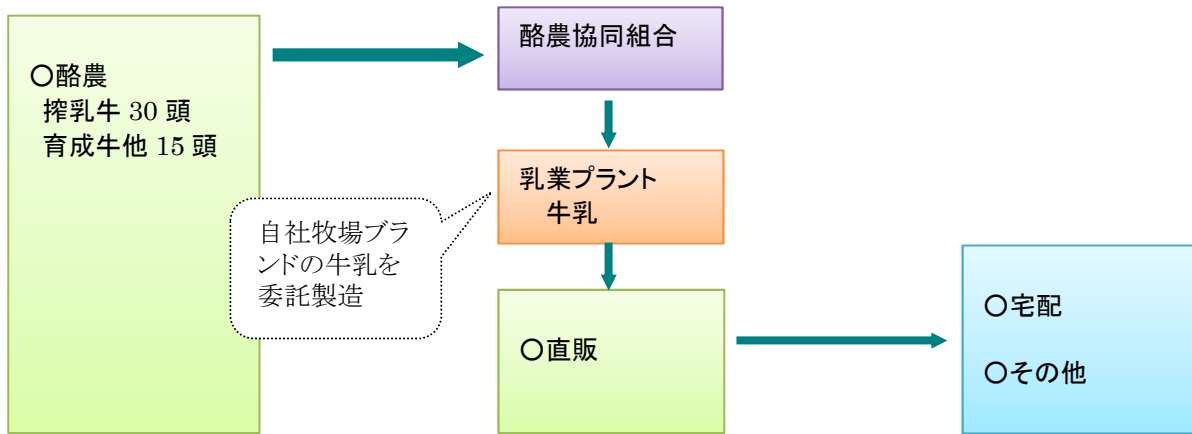 〇酪農
搾乳牛 30 頭
育成牛他 15 頭
酪農協同組合
乳業プラント
牛乳
自社牧場ブラ
ンドの牛乳を
委託製造
〇直販
〇宅配
〇その他